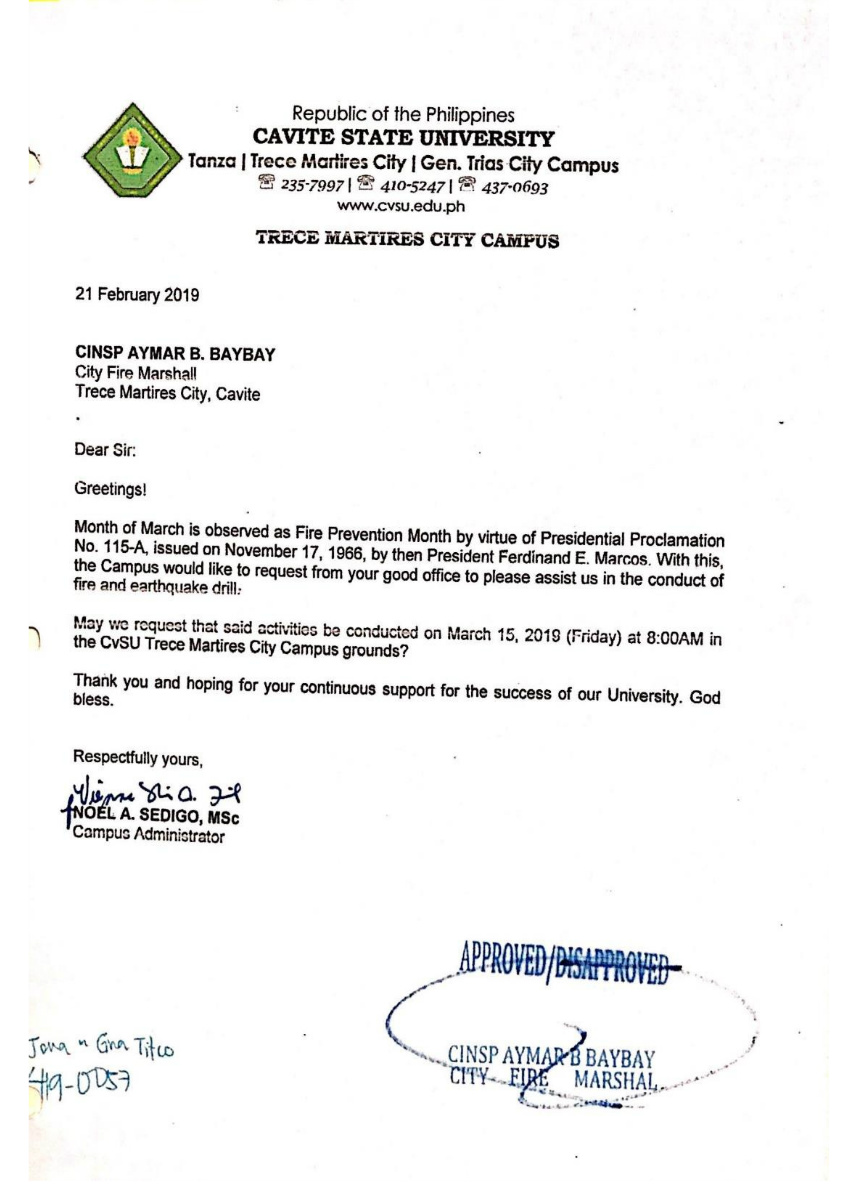 Republic of the Philippines
CAVITE STATE UNIVERSITY
Tanza | Trece Martires City | Gen. Trias City Campus
☎ 235-7997 | ☎ 410-5247 | ☎ 437-0693
www.cvsu.edu.ph
TRECE MARTIRES CITY CAMPUS
21 February 2019
CINSP AYMAR B. BAYBAY
City Fire Marshall
Trece Martires City, Cavite
Dear Sir:
Greetings!
Month of March is observed as Fire Prevention Month by virtue of Presidential Proclamation
No. 115-A, issued on November 17, 1966, by then President Ferdinand E. Marcos. With this,
the Campus would like to request from your good office to please assist us in the conduct of
fire and earthquake drill.
May we request that said activities be conducted on March 15, 2019 (Friday) at 8:00AM in
the CvSU Trece Martires City Campus grounds?
Thank you and hoping for your continuous support for the success of our University. God
bless.
Respectfully yours,
NOEL A. SEDIGO, MSc
Campus Administrator
APPROVED/DISAPPROVED
CINSP AYMAR B BAYBAY
CITY FIRE MARSHAL